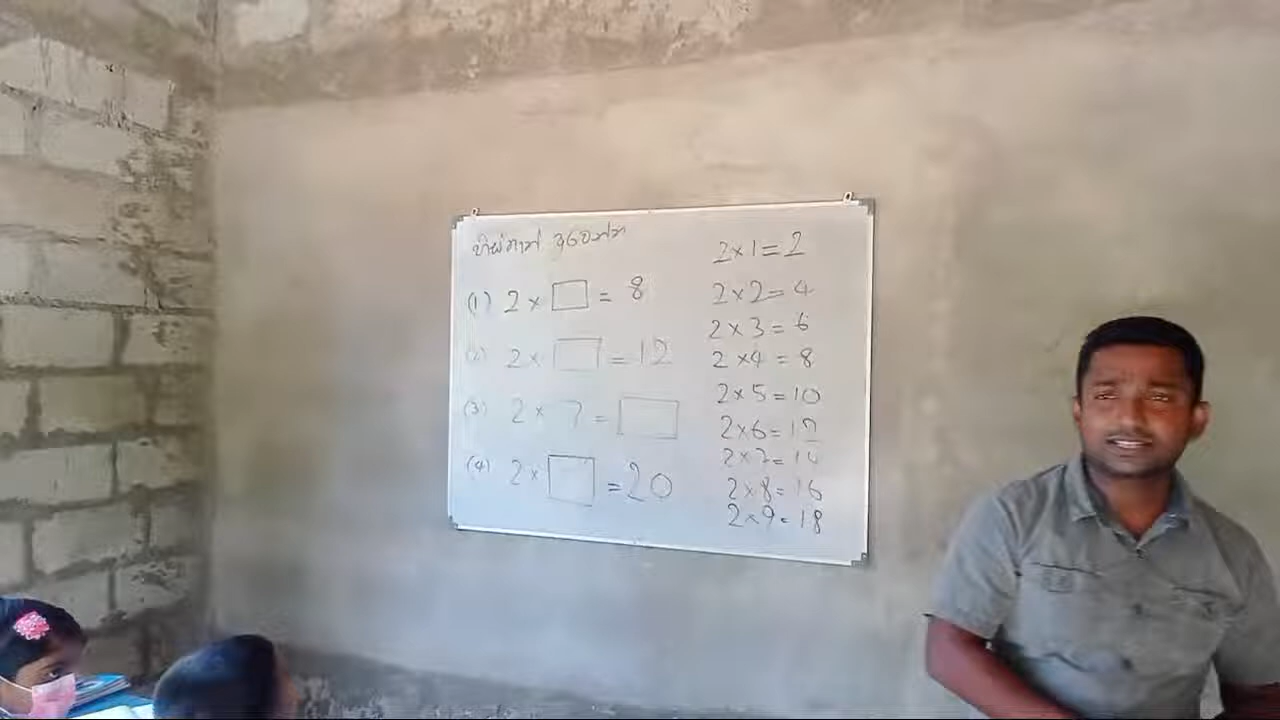 හිස්තැන් පුරවන්න
(1) 2 × □ = 8
(2) 2 × □ = 12
(3) 2 × 7 = □
(4) 2 × □ = 20
2×1=2
2×2=4
2×3=6
2×4=8
2×5=10
2×6=12
2×7=14
2×8=16
2×9=18